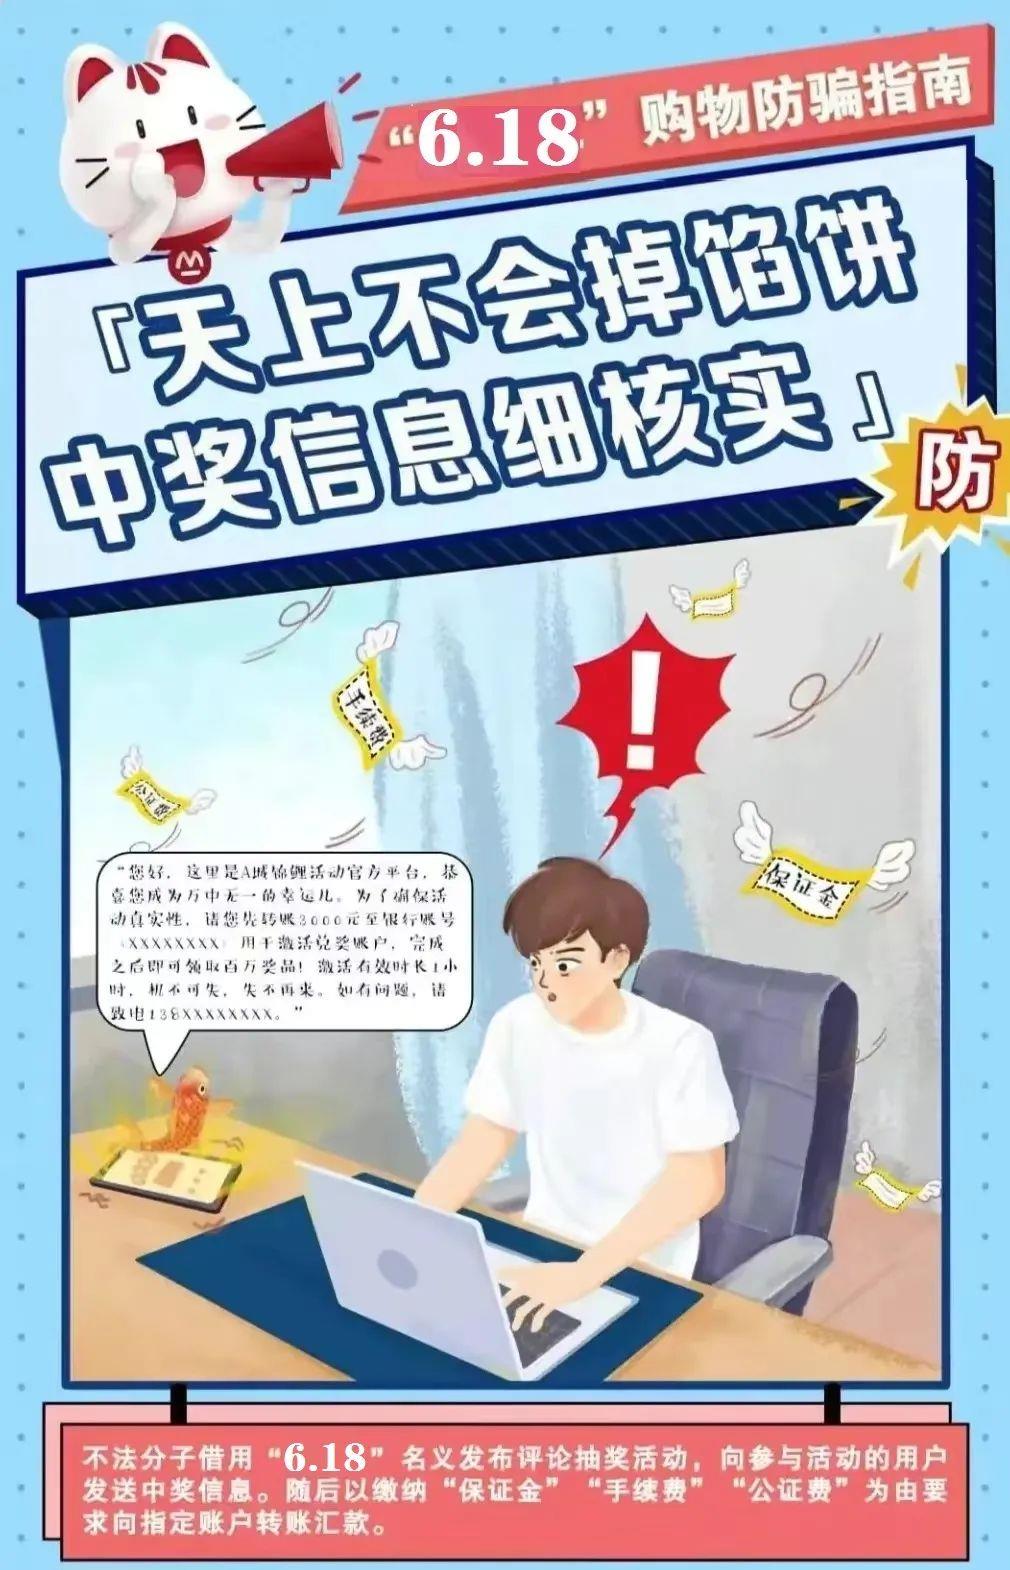 “6.18”购物防骗指南
「天上不会掉馅饼
中奖信息细核实」
防
手续费
公证费
保证金
“您好，这里是A城锦鲤活动官方平台，恭
喜您成为万中无一的幸运儿。为了确保活
动真实性，请您先转账3000元至银行账号
（XXXXXXXX）用于激活兑奖账户，完成
之后即可领取百万奖品！激活有效时长1小
时，机不可失，失不再来。如有问题，请
致电138XXXXXXXX。”
不法分子借用“6.18”名义发布评论抽奖活动，向参与活动的用户
发送中奖信息。随后以缴纳“保证金”“手续费”“公证费”为由要
求向指定账户转账汇款。